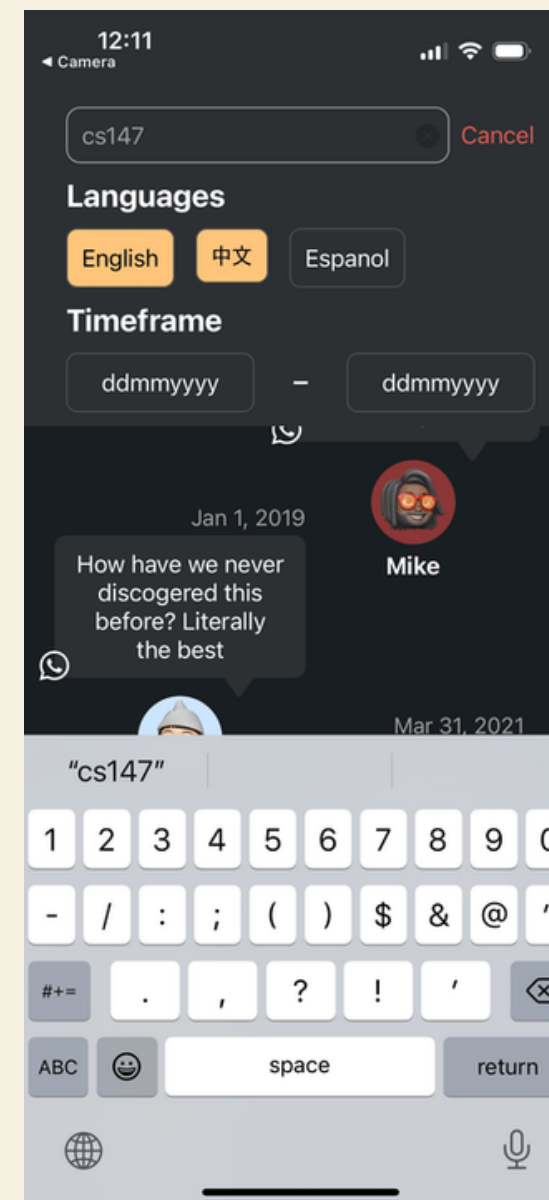 12:11
◀ Camera
cs147
Cancel
Languages
English
中文
Espanol
Timeframe
ddmmyyyy
–
ddmmyyyy
Jan 1, 2019
How have we never
discogered this
before? Literally
the best
Mike
Mar 31, 2021
“cs147”
1 2 3 4 5 6 7 8 9 0
- / : ; ( ) $ & @
#+= . , ? ! ’
ABC
space
return